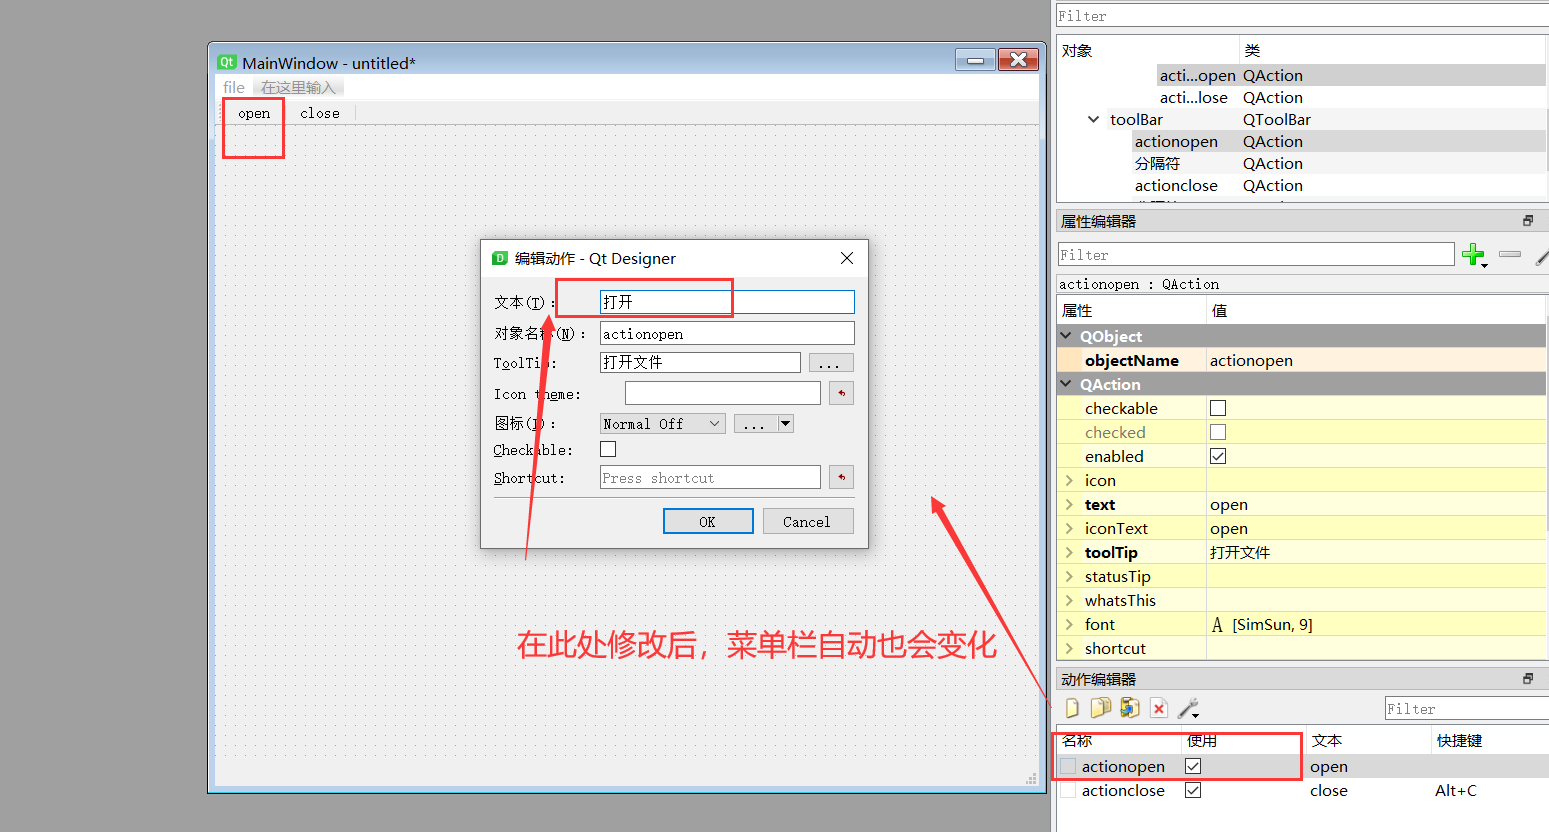 Filter
对象 类
acti...open QAction
acti...lose QAction
toolBar QToolBar
actionopen QAction
分隔符 QAction
actionclose QAction
属性编辑器
Filter
actionopen : QAction
属性 值
QObject
objectName actionopen
QAction
checkable
checked
enabled
icon
text open
iconText open
toolTip 打开文件
statusTip
whatsThis
font A [SimSun, 9]
shortcut
动作编辑器
Filter
名称 使用 文本 快捷键
actionopen open
actionclose close Alt+C
Qt MainWindow - untitled*
file 在这里输入
open close
D 编辑动作 - Qt Designer
文本(T): 打开
对象名称(N): actionopen
ToolTip: 打开文件 ...
Icon theme:
图标(I): Normal Off ...
Checkable:
Shortcut: Press shortcut
OK Cancel
在此处修改后，菜单栏自动也会变化